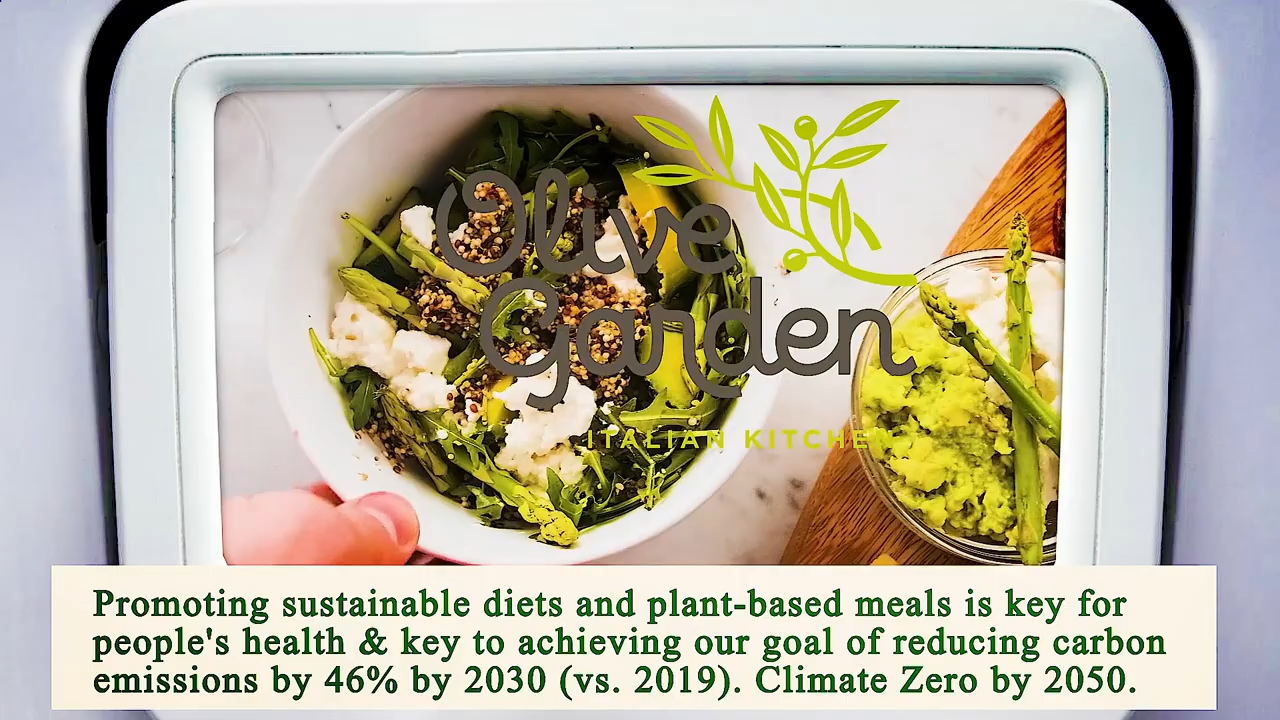 Olive
Garden
ITALIAN KITCHEN
Promoting sustainable diets and plant-based meals is key for
people's health & key to achieving our goal of reducing carbon
emissions by 46% by 2030 (vs. 2019). Climate Zero by 2050.